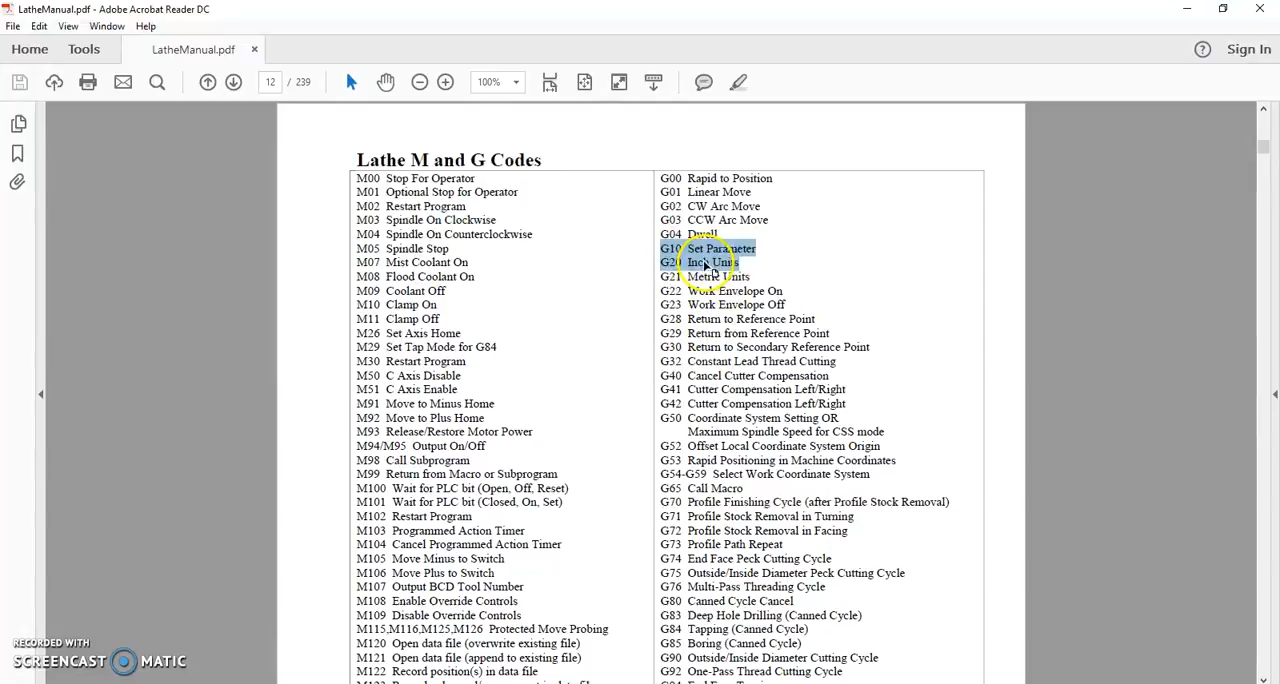 LatheManual.pdf - Adobe Acrobat Reader DC
File Edit View Window Help
Home Tools LatheManual.pdf × ? Sign In
12 / 239 100%
Lathe M and G Codes
M00 Stop For Operator
M01 Optional Stop for Operator
M02 Restart Program
M03 Spindle On Clockwise
M04 Spindle On Counterclockwise
M05 Spindle Stop
M07 Mist Coolant On
M08 Flood Coolant On
M09 Coolant Off
M10 Clamp On
M11 Clamp Off
M26 Set Axis Home
M29 Set Tap Mode for G84
M30 Restart Program
M50 C Axis Disable
M51 C Axis Enable
M91 Move to Minus Home
M92 Move to Plus Home
M93 Release/Restore Motor Power
M94/M95 Output On/Off
M98 Call Subprogram
M99 Return from Macro or Subprogram
M100 Wait for PLC bit (Open, Off, Reset)
M101 Wait for PLC bit (Closed, On, Set)
M102 Restart Program
M103 Programmed Action Timer
M104 Cancel Programmed Action Timer
M105 Move Minus to Switch
M106 Move Plus to Switch
M107 Output BCD Tool Number
M108 Enable Override Controls
M109 Disable Override Controls
M115,M116,M125,M126 Protected Move Probing
M120 Open data file (overwrite existing file)
M121 Open data file (append to existing file)
M122 Record position(s) in data file
G00 Rapid to Position
G01 Linear Move
G02 CW Arc Move
G03 CCW Arc Move
G04 Dwell
G10 Set Parameter
G20 Inch Units
G21 Metric Units
G22 Work Envelope On
G23 Work Envelope Off
G28 Return to Reference Point
G29 Return from Reference Point
G30 Return to Secondary Reference Point
G32 Constant Lead Thread Cutting
G40 Cancel Cutter Compensation
G41 Cutter Compensation Left/Right
G42 Cutter Compensation Left/Right
G50 Coordinate System Setting OR
Maximum Spindle Speed for CSS mode
G52 Offset Local Coordinate System Origin
G53 Rapid Positioning in Machine Coordinates
G54-G59 Select Work Coordinate System
G65 Call Macro
G70 Profile Finishing Cycle (after Profile Stock Removal)
G71 Profile Stock Removal in Turning
G72 Profile Stock Removal in Facing
G73 Profile Path Repeat
G74 End Face Peck Cutting Cycle
G75 Outside/Inside Diameter Peck Cutting Cycle
G76 Multi-Pass Threading Cycle
G80 Canned Cycle Cancel
G83 Deep Hole Drilling (Canned Cycle)
G84 Tapping (Canned Cycle)
G85 Boring (Canned Cycle)
G90 Outside/Inside Diameter Cutting Cycle
G92 One-Pass Thread Cutting Cycle
RECORDED WITH
SCREENCAST MATIC